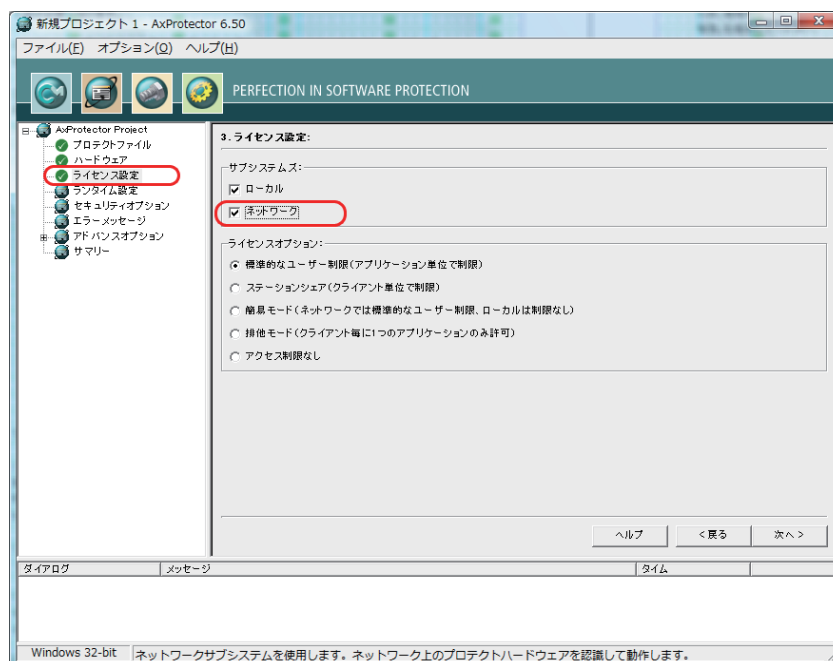 新規プロジェクト 1 - AxProtector 6.50
ファイル(F) オプション(O) ヘルプ(H)
PERFECTION IN SOFTWARE PROTECTION
AxProtector Project
プロテクトファイル
ハードウェア
ライセンス設定
ランタイム設定
セキュリティオプション
エラーメッセージ
アドバンスオプション
サマリー
3.ライセンス設定:
サブシステムズ:
ローカル
ネットワーク
ライセンスオプション:
標準的なユーザー制限(アプリケーション単位で制限)
ステーションシェア(クライアント単位で制限)
簡易モード(ネットワークでは標準的なユーザー制限、ローカルは制限なし)
排他モード(クライアント毎に1つのアプリケーションのみ許可)
アクセス制限なし
ヘルプ <戻る 次へ>
ダイアログ メッセージ タイム
Windows 32-bit ネットワークサブシステムを使用します。ネットワーク上のプロテクトハードウェアを認識して動作します。